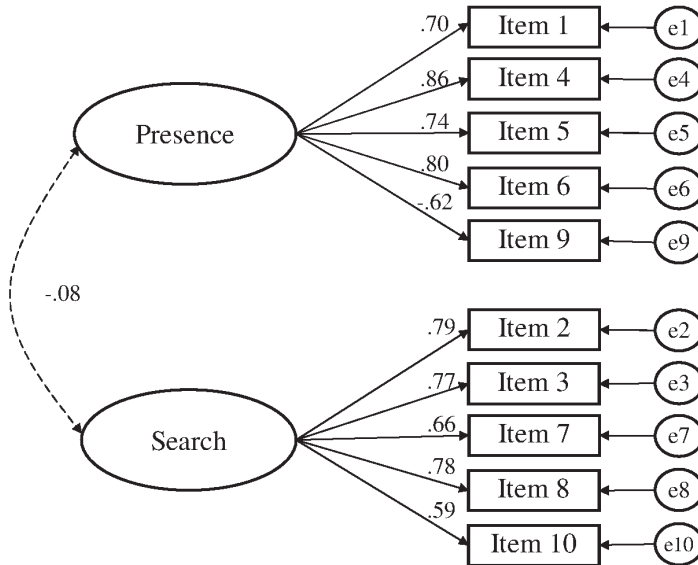 .70
Item 1
e1
.86
Item 4
e4
Presence
.74
Item 5
e5
.80
Item 6
e6
-.62
Item 9
e9
-.08
.79
Item 2
e2
.77
Item 3
e3
Search
.66
Item 7
e7
.78
Item 8
e8
.59
Item 10
e10